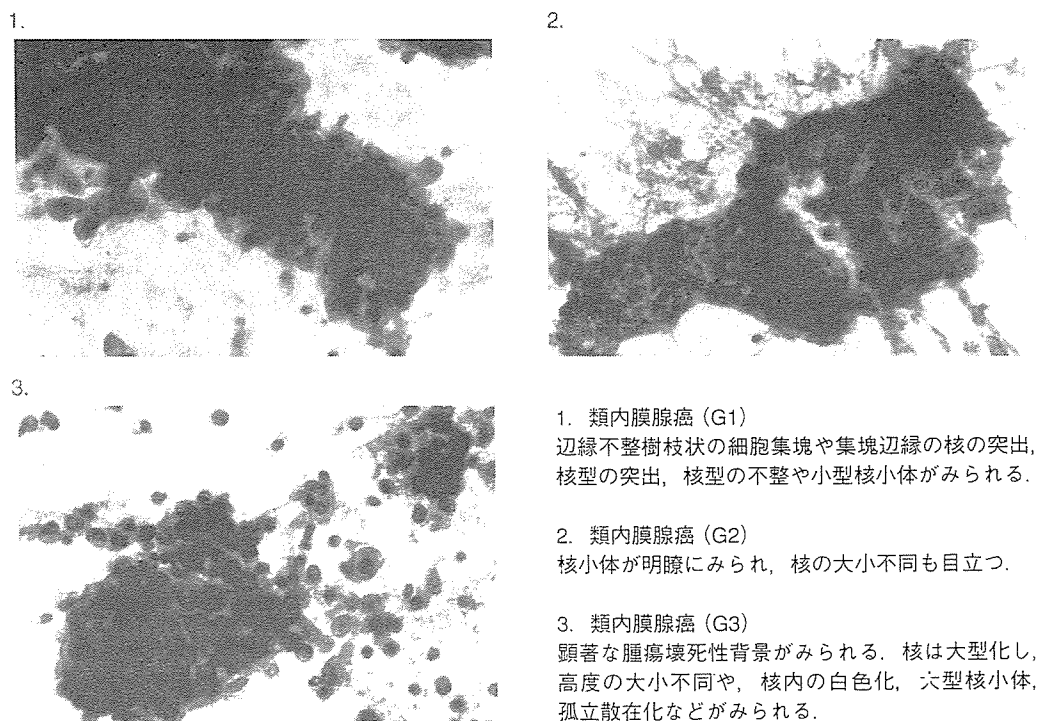 1.
2.
3.
1. 類内膜腺癌(G1)
辺縁不整樹枝状の細胞集塊や集塊辺縁の核の突出,
核型の突出,核型の不整や小型核小体がみられる.
2. 類内膜腺癌(G2)
核小体が明瞭にみられ,核の大小不同も目立つ.
3. 類内膜腺癌(G3)
顕著な腫瘍壊死性背景がみられる.核は大型化し,
高度の大小不同や,核内の白色化,大型核小体,
孤立散在化などがみられる.